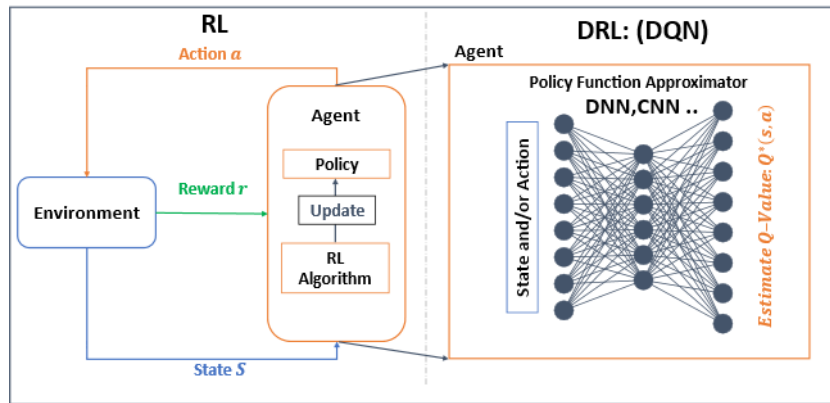 RL
Action a
Agent
Policy
Update
RL
Algorithm
Reward r
Environment
State S
DRL: (DQN)
Agent
Policy Function Approximator
DNN,CNN ..
State and/or Action
Estimate Q-Value: Q*(s,a)